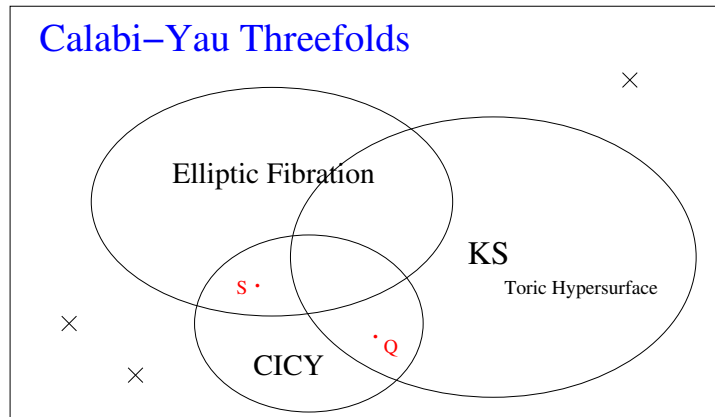 Calabi−Yau Threefolds
Elliptic Fibration
KS
Toric Hypersurface
S
Q
CICY